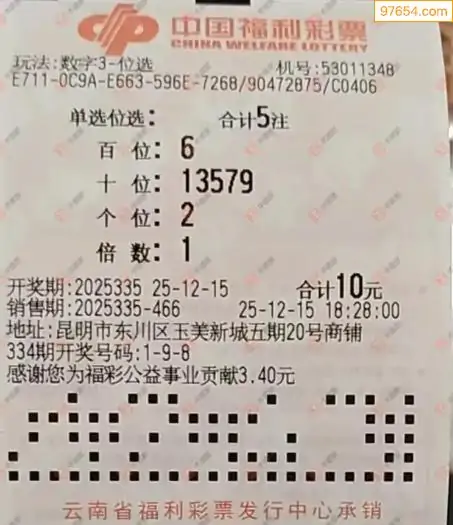 97654.com
中国福利彩票
CHINA WELFARE LOTTERY
玩法:数字3-位选 机号:53011348
E711-0C9A-E663-596E-7268/90472875/C0406
单选位选: 合计5注
百位: 6
十位: 13579
个位: 2
倍数: 1
开奖期:2025335 25-12-15 合计10元
销售期:2025335-466 25-12-15 18:28:00
地址:昆明市东川区玉美新城五期20号商铺
334期开奖号码:1-9-8
感谢您为福彩公益事业贡献3.40元
云南省福利彩票发行中心承销